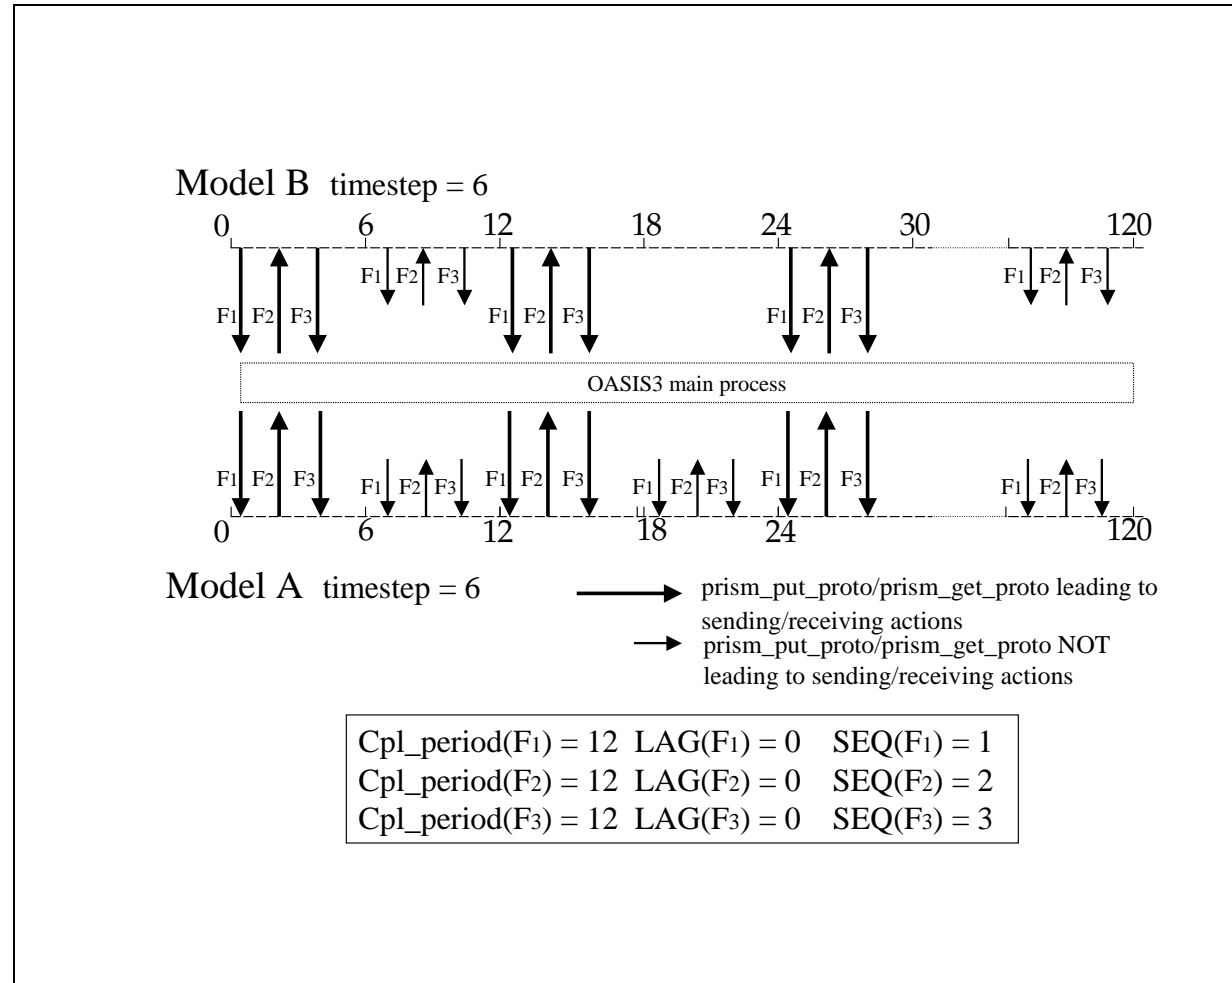 Model B timestep = 6
0 6 12 18 24 30 120
F1 F2 F3 F1 F2 F3 F1 F2 F3 F1 F2 F3 F1 F2 F3
OASIS3 main process
F1 F2 F3 F1 F2 F3 F1 F2 F3 F1 F2 F3 F1 F2 F3 F1 F2 F3
0 6 12 18 24 120
Model A timestep = 6
prism_put_proto/prism_get_proto leading to
sending/receiving actions
prism_put_proto/prism_get_proto NOT
leading to sending/receiving actions
Cpl_period(F1) = 12 LAG(F1) = 0 SEQ(F1) = 1
Cpl_period(F2) = 12 LAG(F2) = 0 SEQ(F2) = 2
Cpl_period(F3) = 12 LAG(F3) = 0 SEQ(F3) = 3